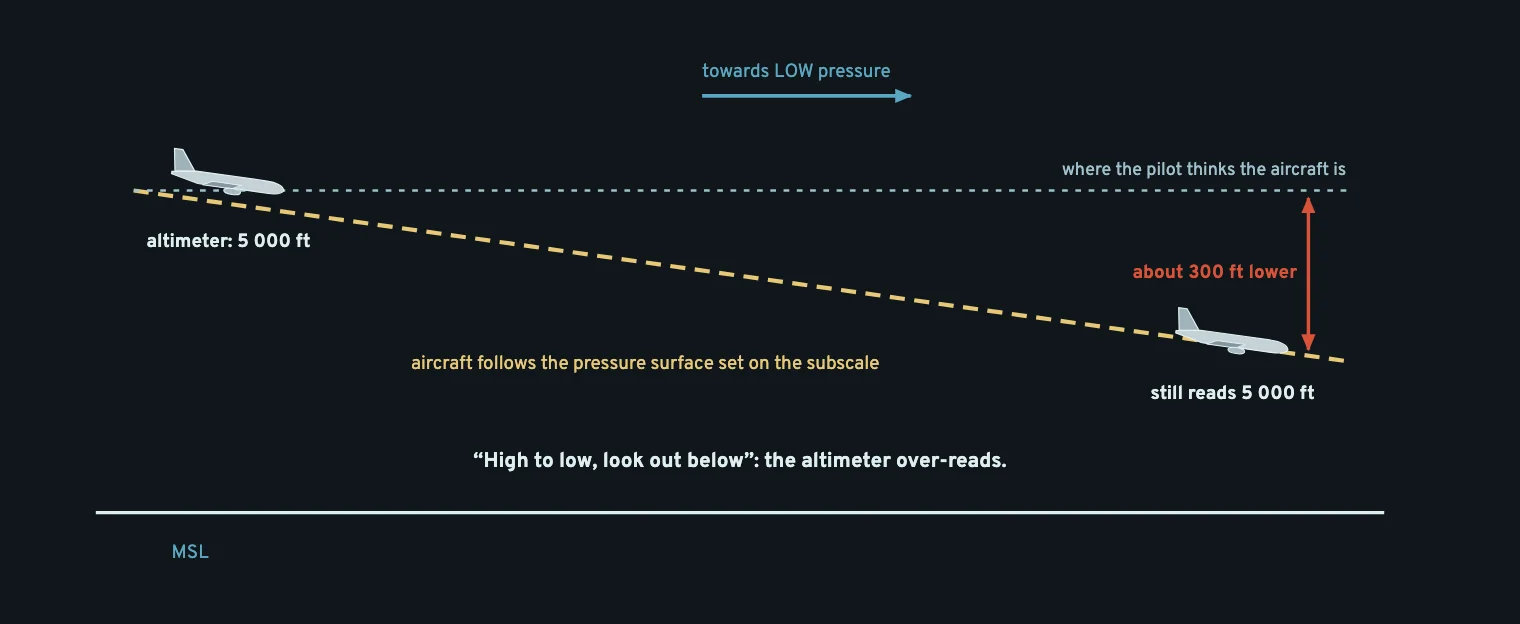 towards LOW pressure
where the pilot thinks the aircraft is
altimeter: 5 000 ft
about 300 ft lower
aircraft follows the pressure surface set on the subscale
still reads 5 000 ft
“High to low, look out below”: the altimeter over-reads.
MSL